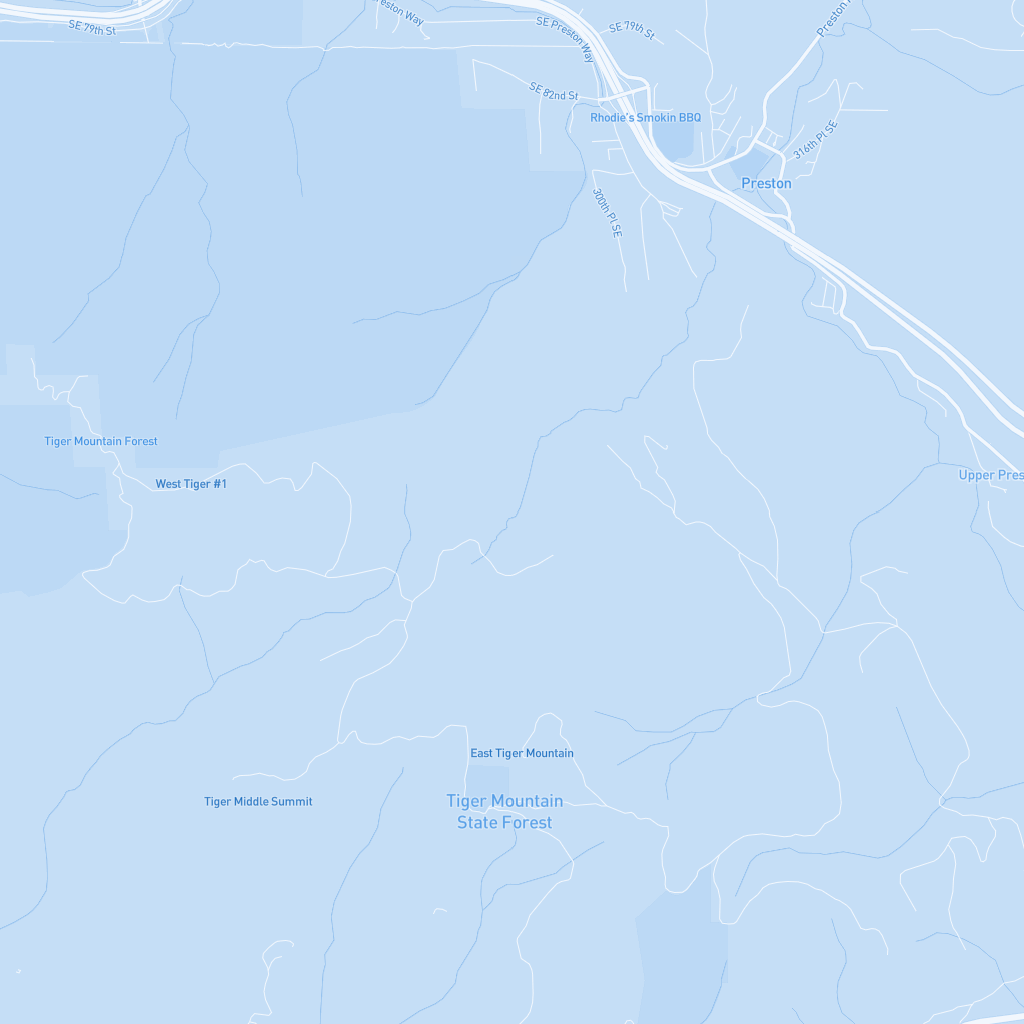 SE 79th St
Preston Way
SE Preston Way
SE 79th St
Preston
SE 82nd St
Rhodie's Smokin BBQ
316th Pl SE
Preston
300th Pl SE
Tiger Mountain Forest
West Tiger #1
Upper Pres
East Tiger Mountain
Tiger Middle Summit
Tiger Mountain
State Forest